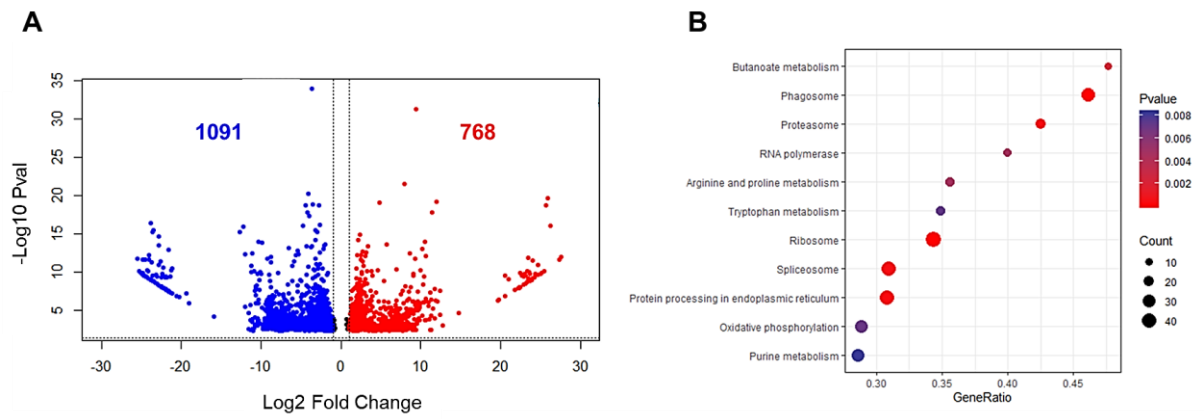 A
B
-Log10 Pval
35
30
25
20
15
10
5
1091
768
-30
-20
-10
0
10
20
30
Log2 Fold Change
Butanoate metabolism
Phagosome
Proteasome
RNA polymerase
Arginine and proline metabolism
Tryptophan metabolism
Ribosome
Spliceosome
Protein processing in endoplasmic reticulum
Oxidative phosphorylation
Purine metabolism
0.30
0.35
0.40
0.45
GeneRatio
Pvalue
0.008
0.006
0.004
0.002
Count
10
20
30
40